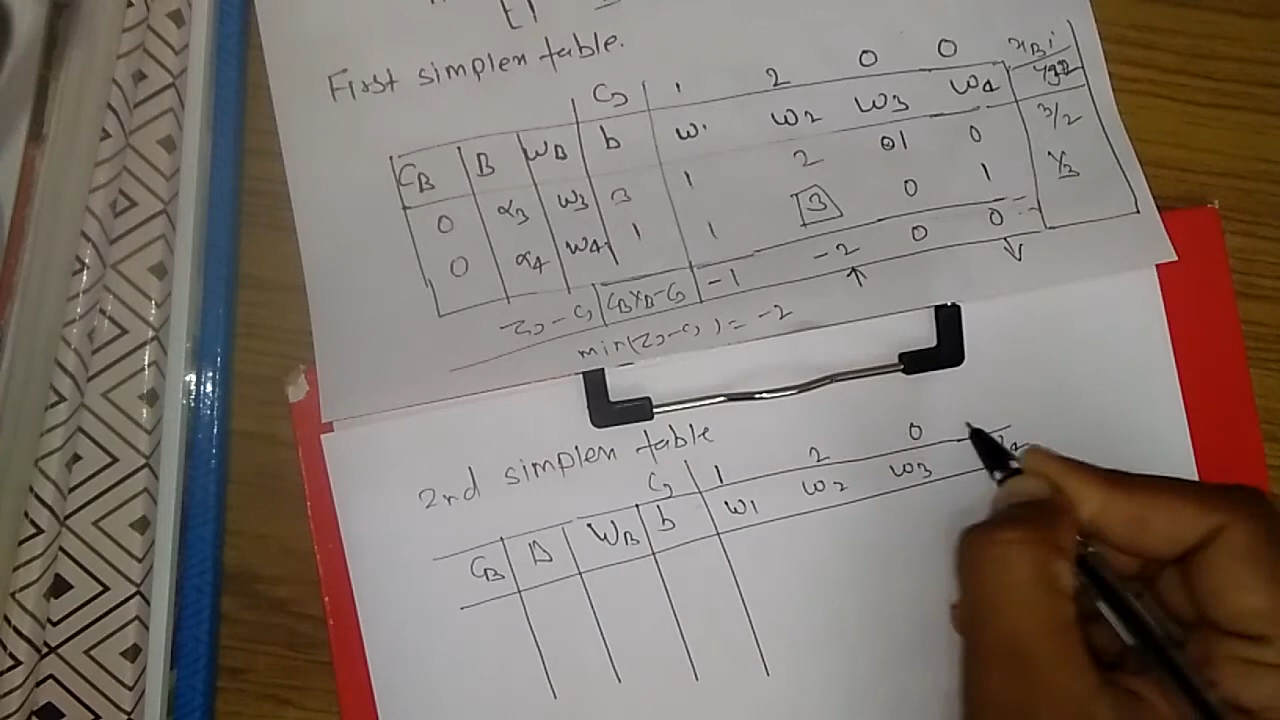 First simplex table.
Cj 1 2 0 0 xBi/yi2
CB B WB b w1 w2 w3 w4
0 α3 w3 3 1 2 01 0 3/2
0 α4 w4 1 1 3 0 1 1/3
Zj-Cj CBXB-Cj -1 -2 0 0
↑ ↓
min(Zj-Cj) = -2
2nd simplex table
Cj 1 2 0
CB B WB b w1 w2 w3